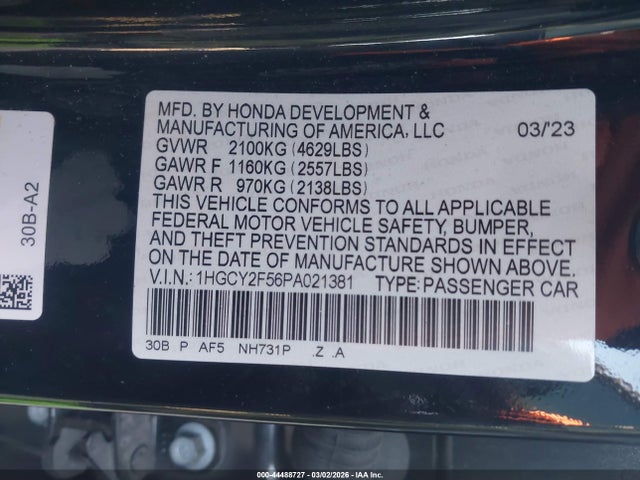 MFD. BY HONDA DEVELOPMENT &
MANUFACTURING OF AMERICA, LLC 03/'23
GVWR 2100KG (4629LBS)
GAWR F 1160KG (2557LBS)
GAWR R 970KG (2138LBS)
THIS VEHICLE CONFORMS TO ALL APPLICABLE
FEDERAL MOTOR VEHICLE SAFETY, BUMPER,
AND THEFT PREVENTION STANDARDS IN EFFECT
ON THE DATE OF MANUFACTURE SHOWN ABOVE.
V.I.N.: 1HGCY2F56PA021381 TYPE: PASSENGER CAR
30B P AF5 NH731P .Z .A
30B-A2
000-44488727 - 03/02/2026 - IAA Inc.